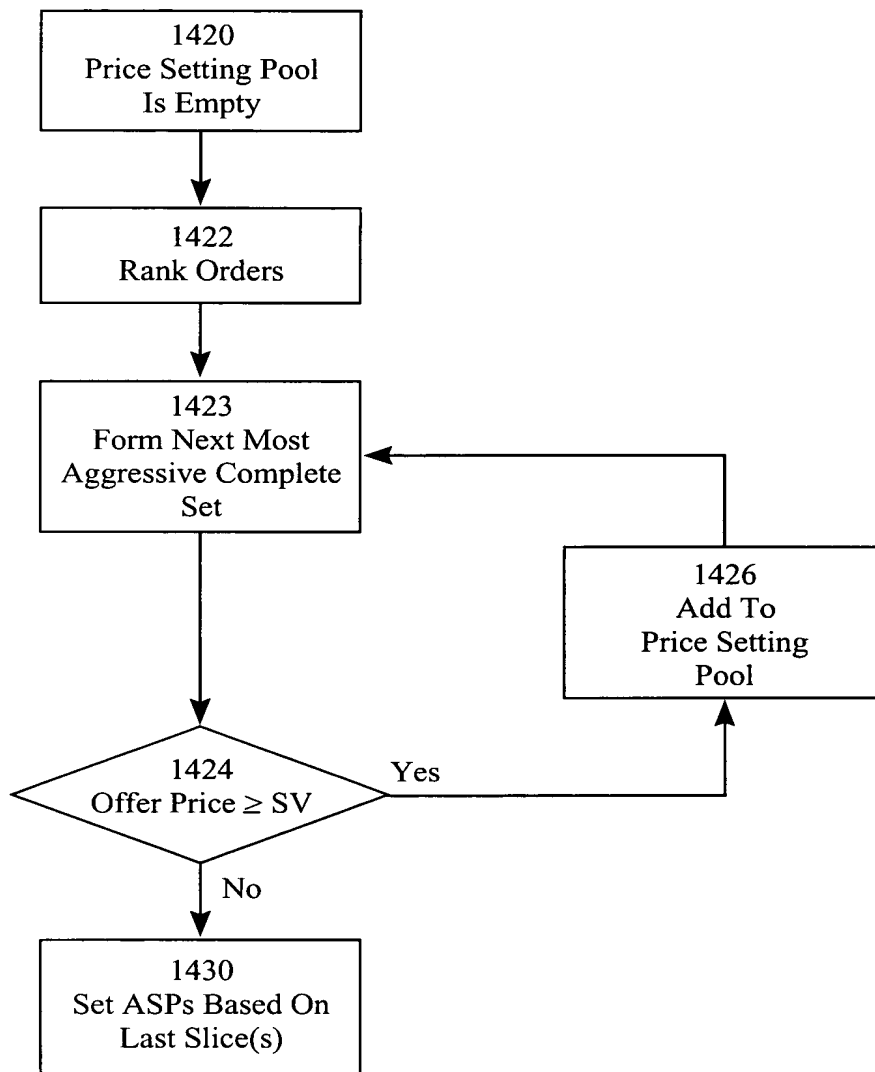 1420
Price Setting Pool
Is Empty
1422
Rank Orders
1423
Form Next Most
Aggressive Complete
Set
1426
Add To
Price Setting
Pool
1424
Offer Price ≥ SV
Yes
No
1430
Set ASPs Based On
Last Slice(s)